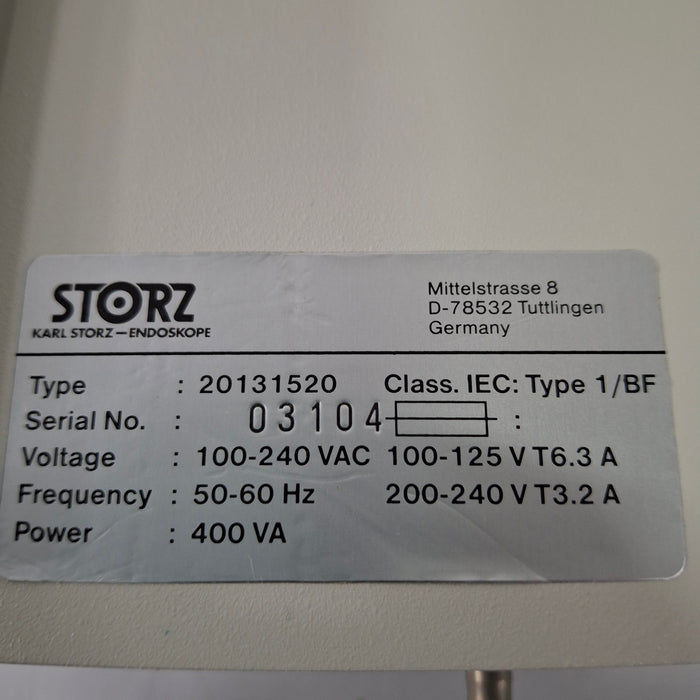 STORZ
KARL STORZ–ENDOSKOPE
Mittelstrasse 8
D-78532 Tuttlingen
Germany
Type : 20131520 Class. IEC: Type 1/BF
Serial No. : 03104 :
Voltage : 100-240 VAC 100-125 V T6.3 A
Frequency : 50-60 Hz 200-240 V T3.2 A
Power : 400 VA